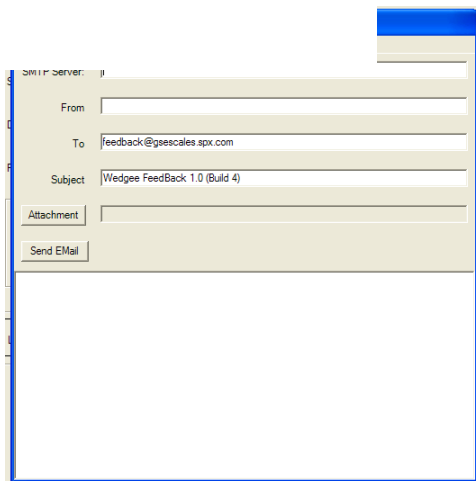 SMTP Server:
From
To feedback@gsescales.spx.com
Subject Wedgee FeedBack 1.0 (Build 4)
Attachment
Send EMail